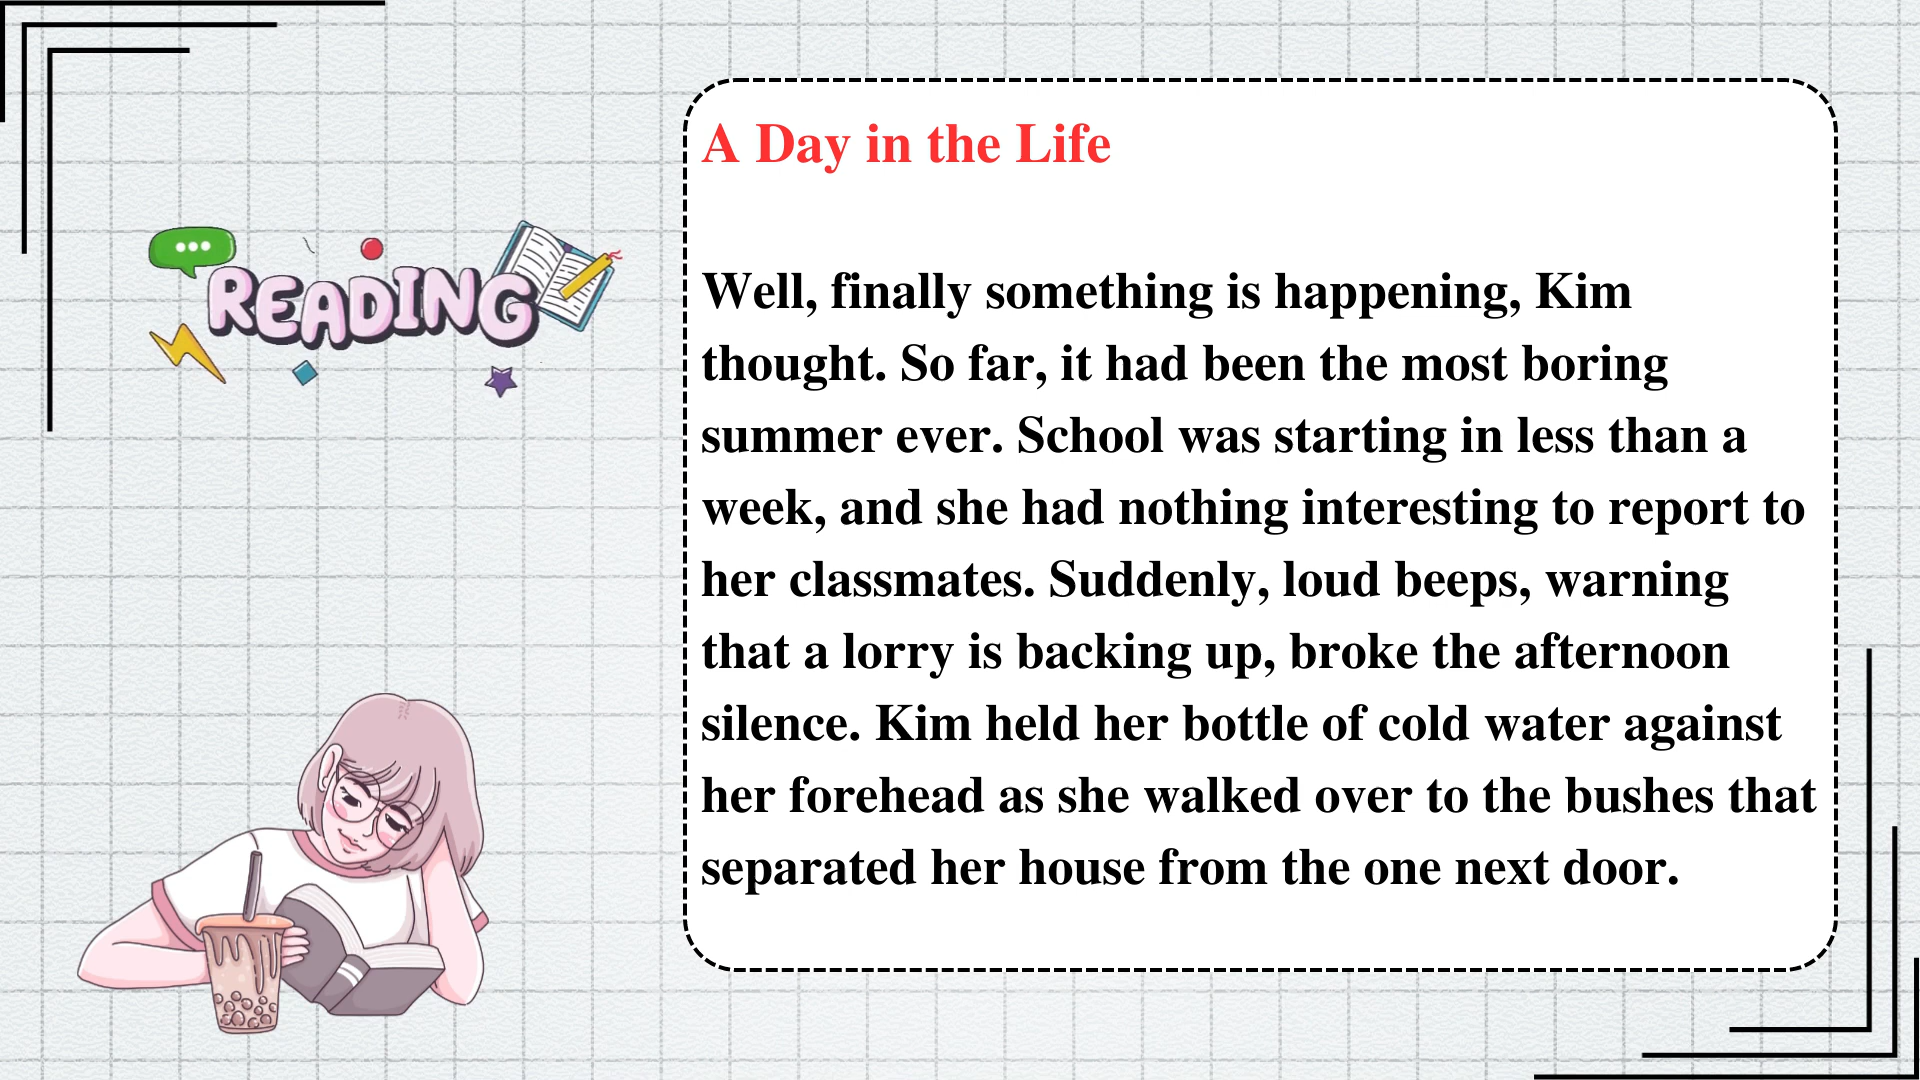 READING
A Day in the Life
Well, finally something is happening, Kim
thought. So far, it had been the most boring
summer ever. School was starting in less than a
week, and she had nothing interesting to report to
her classmates. Suddenly, loud beeps, warning
that a lorry is backing up, broke the afternoon
silence. Kim held her bottle of cold water against
her forehead as she walked over to the bushes that
separated her house from the one next door.